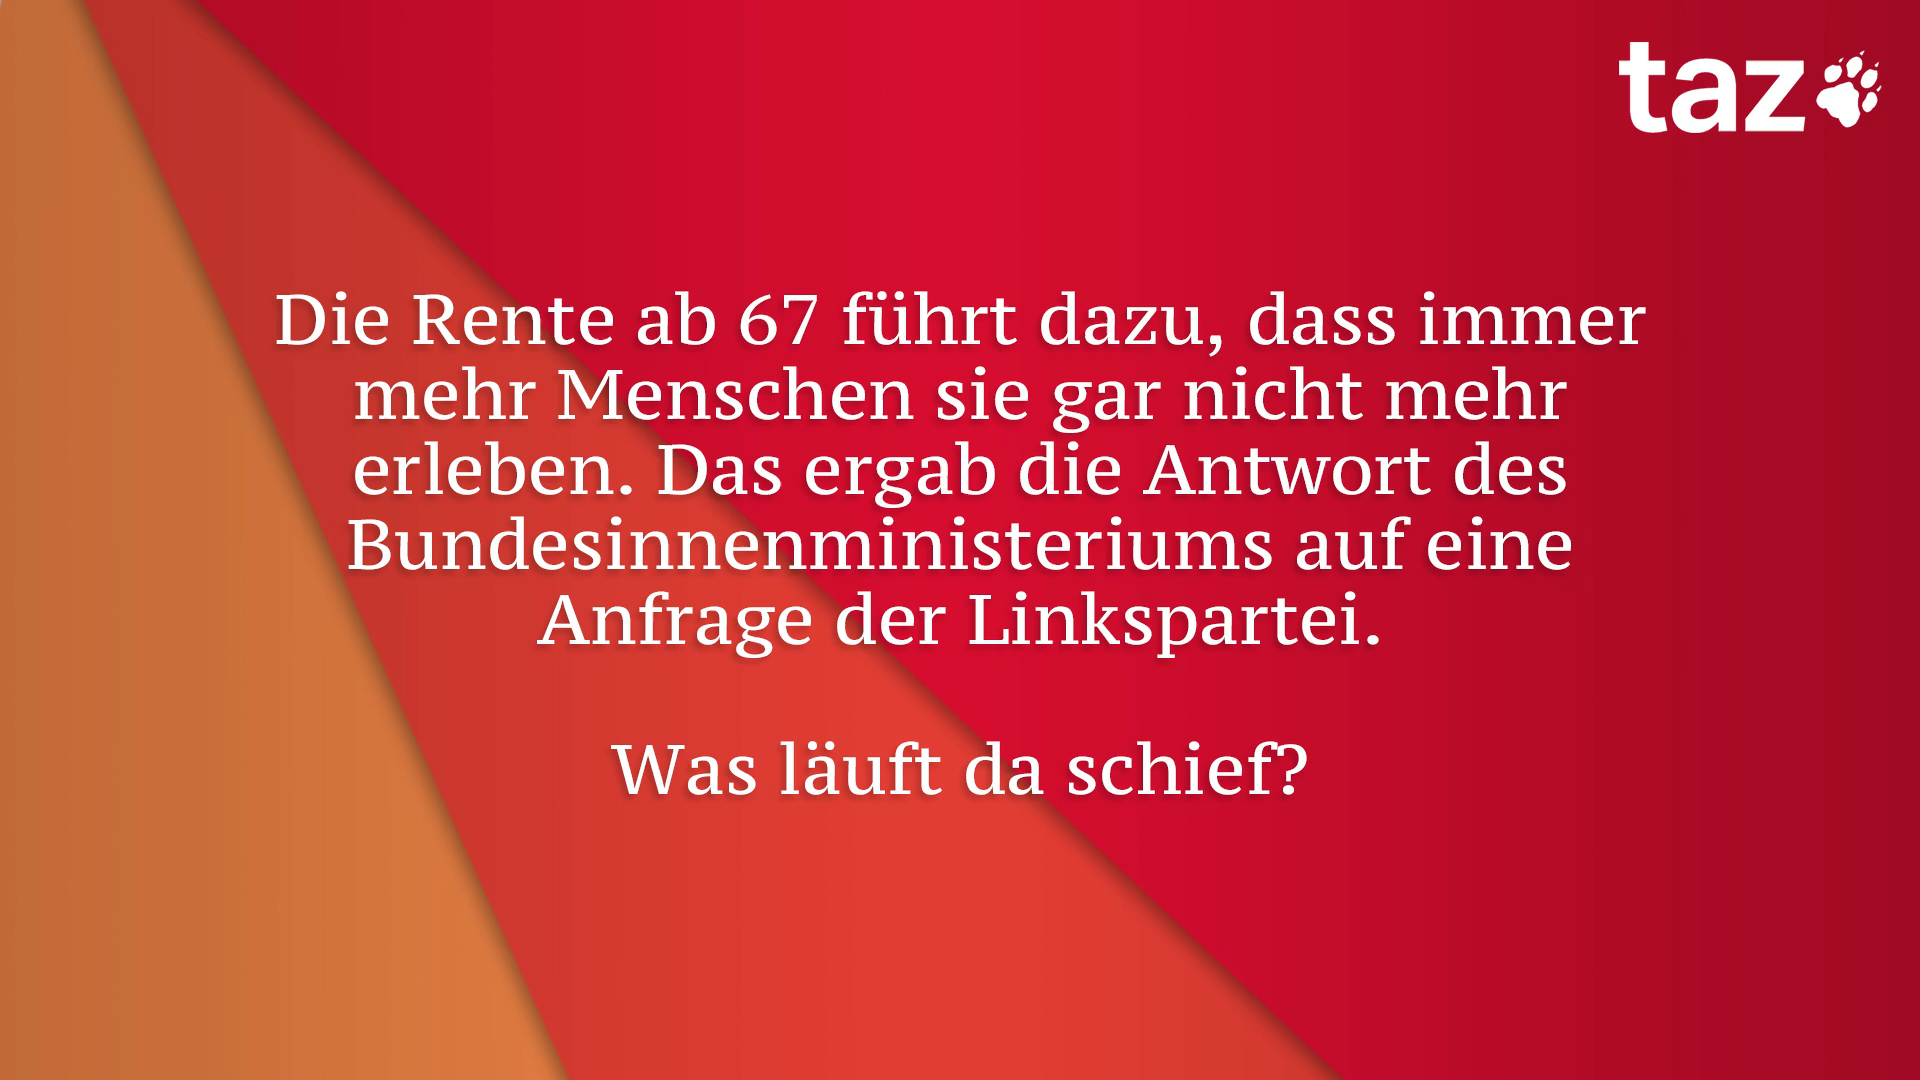 taz
Die Rente ab 67 führt dazu, dass immer
mehr Menschen sie gar nicht mehr
erleben. Das ergab die Antwort des
Bundesinnenministeriums auf eine
Anfrage der Linkspartei.
Was läuft da schief?